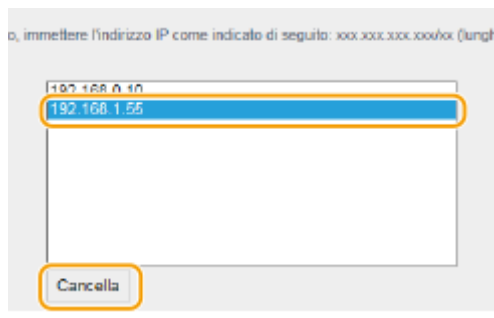 o, immettere l'indirizzo IP come indicato di seguito: xxx.xxx.xxx.xxx/xx (lungh
192.168.0.10
192.168.1.55
Cancella